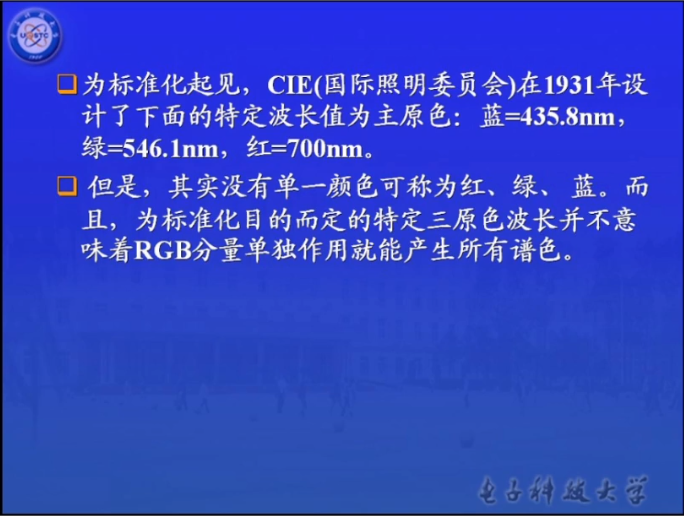 为标准化起见，CIE(国际照明委员会)在1931年设
计了下面的特定波长值为主原色：蓝=435.8nm，
绿=546.1nm，红=700nm。
但是，其实没有单一颜色可称为红、绿、 蓝。而
且，为标准化目的而定的特定三原色波长并不意
味着RGB分量单独作用就能产生所有谱色。
电子科技大学